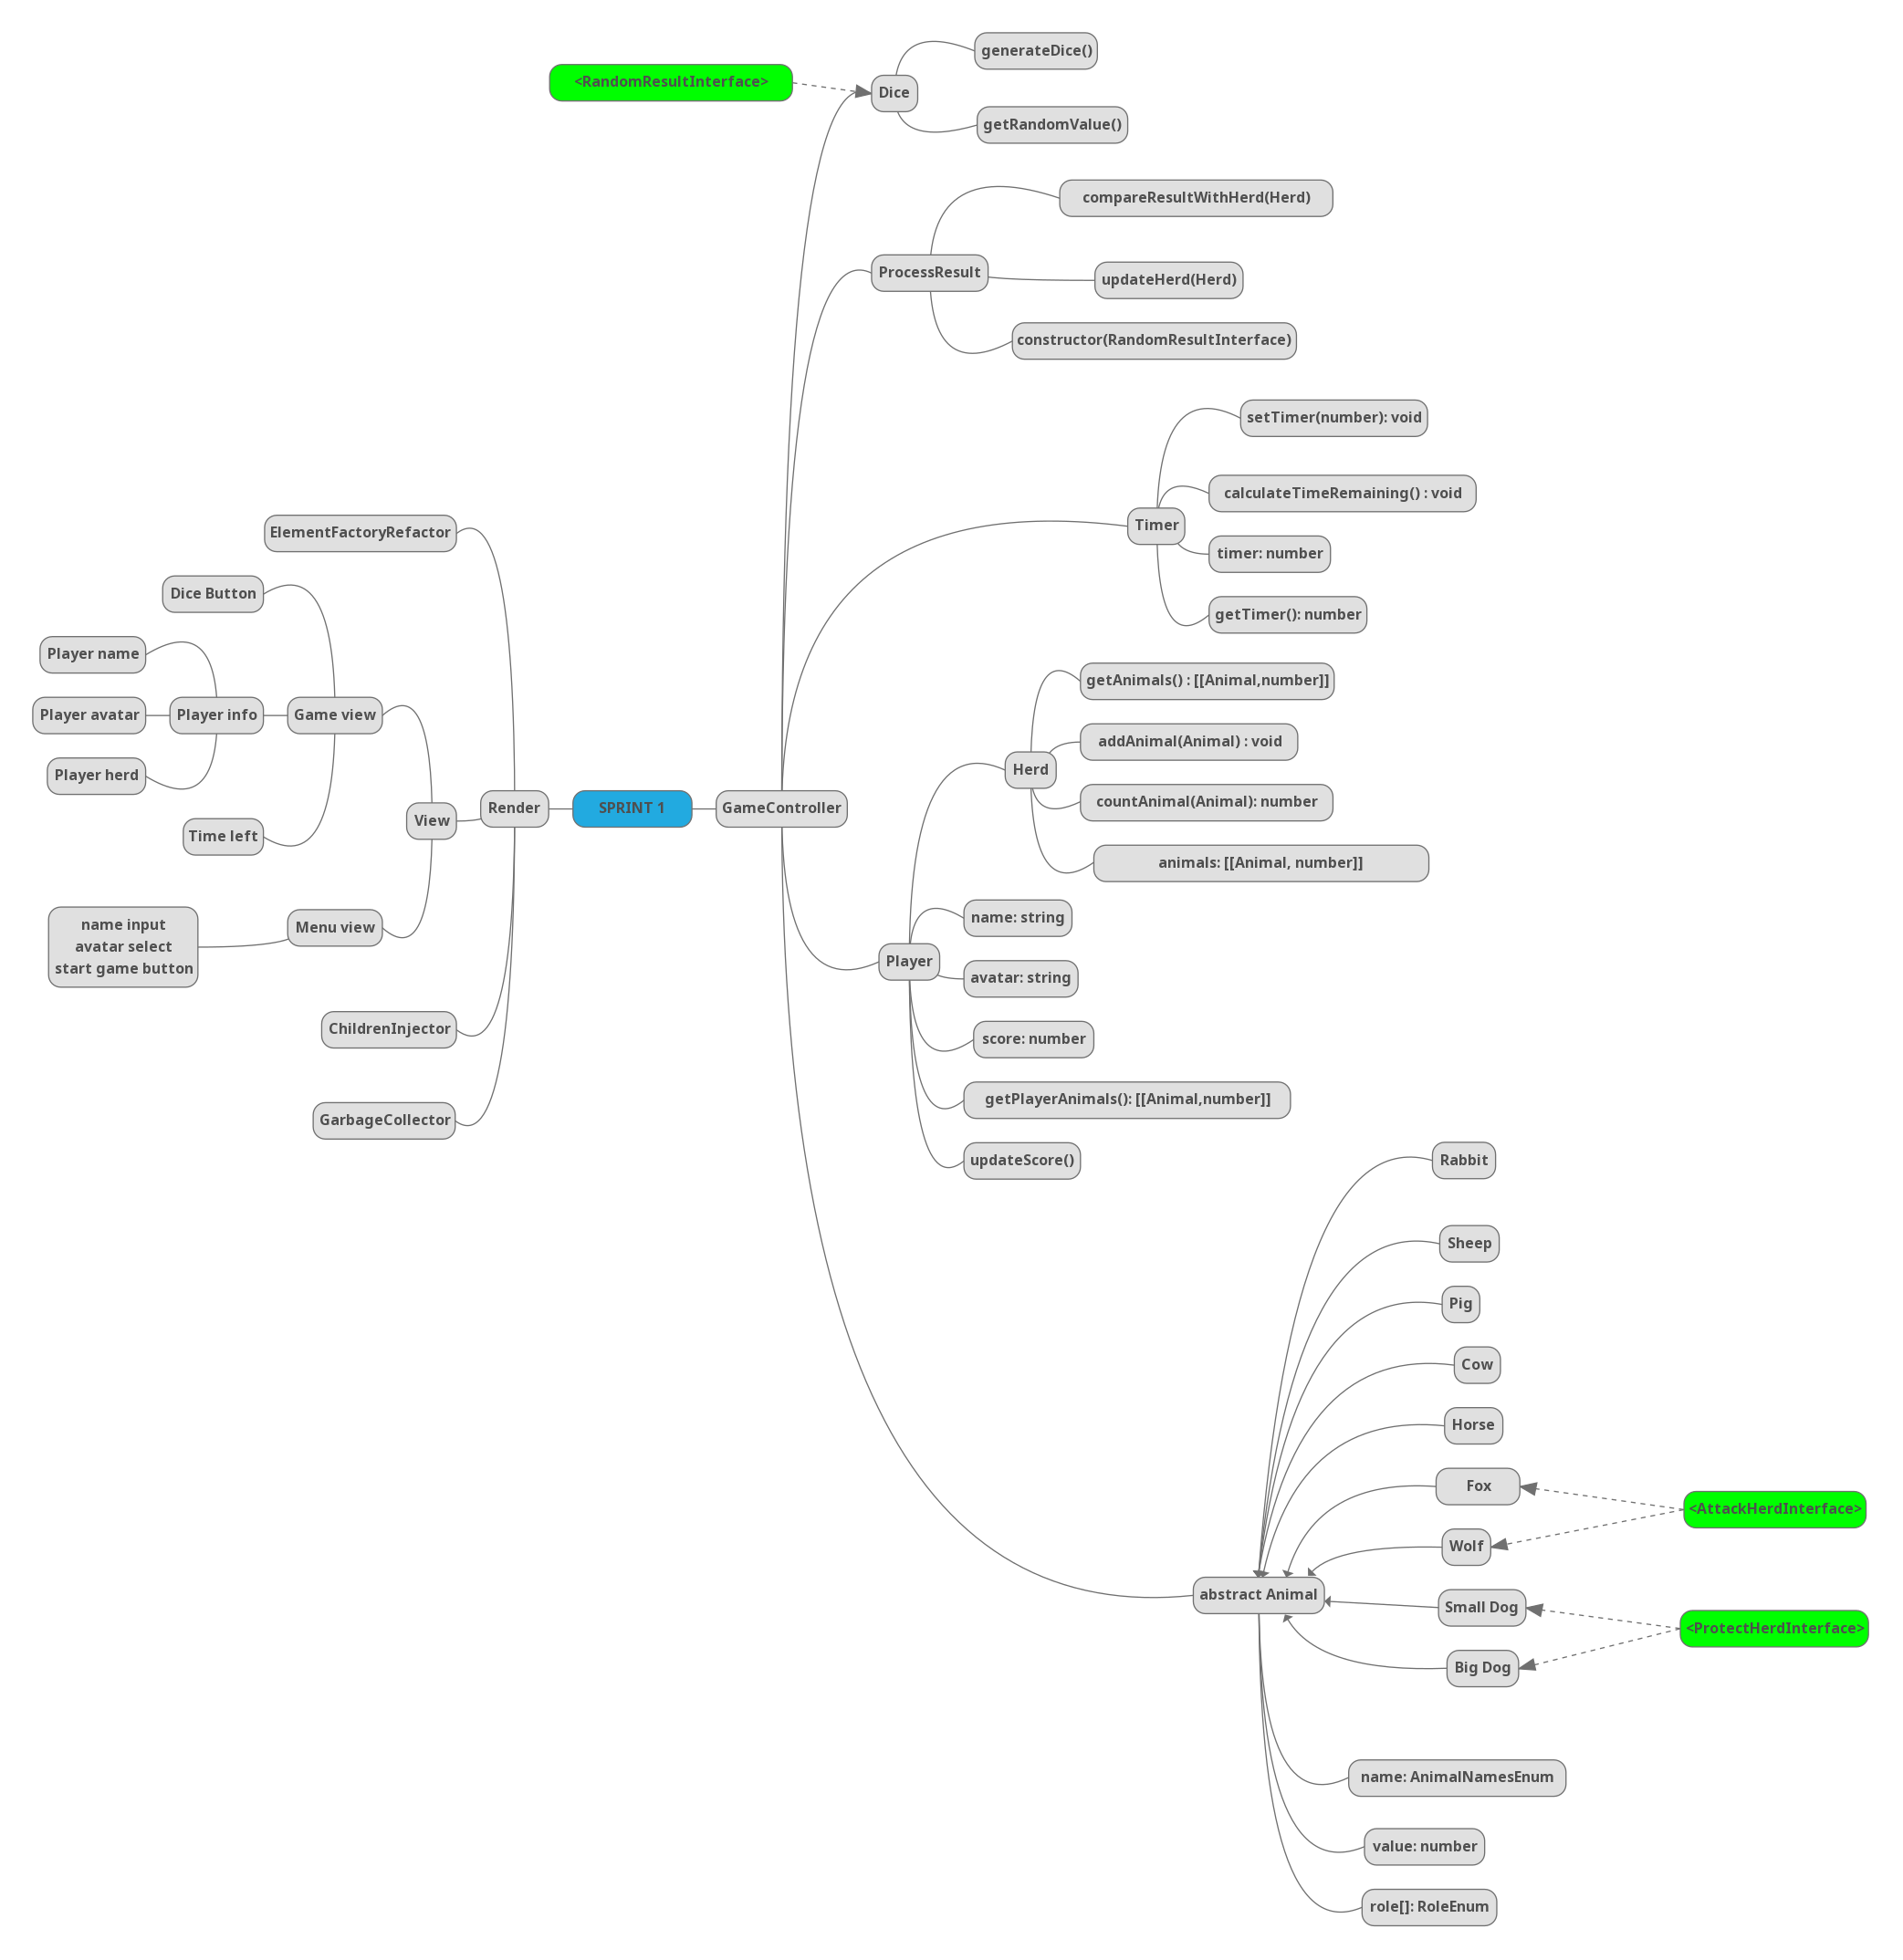 generateDice()
<RandomResultInterface>
Dice
getRandomValue()
compareResultWithHerd(Herd)
ProcessResult
updateHerd(Herd)
constructor(RandomResultInterface)
setTimer(number): void
calculateTimeRemaining() : void
Timer
timer: number
getTimer(): number
ElementFactoryRefactor
Dice Button
Player name
Player avatar
Player info
Game view
Player herd
Time left
View
Render
SPRINT 1
GameController
name input
avatar select
start game button
Menu view
ChildrenInjector
GarbageCollector
getAnimals() : [[Animal,number]]
addAnimal(Animal) : void
Herd
countAnimal(Animal): number
animals: [[Animal, number]]
name: string
Player
avatar: string
score: number
getPlayerAnimals(): [[Animal,number]]
updateScore()
Rabbit
Sheep
Pig
Cow
Horse
Fox
<AttackHerdInterface>
Wolf
abstract Animal
Small Dog
<ProtectHerdInterface>
Big Dog
name: AnimalNamesEnum
value: number
role[]: RoleEnum